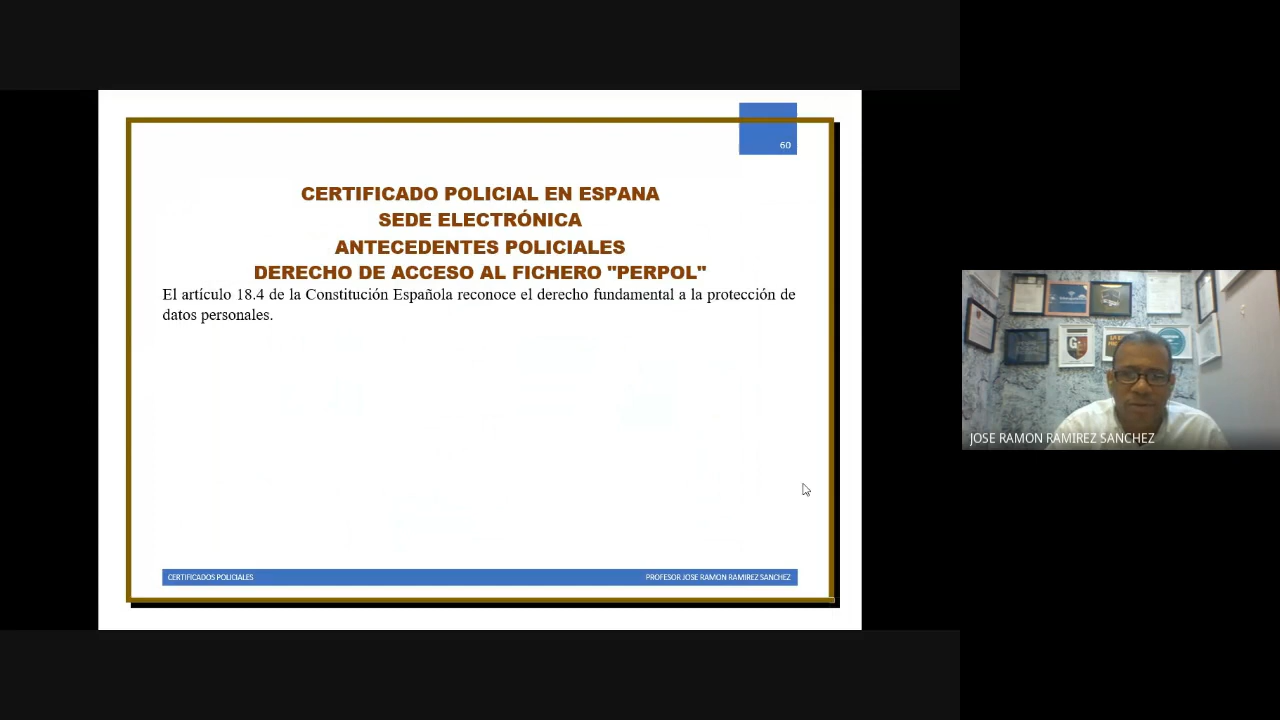 60
CERTIFICADO POLICIAL EN ESPANA
SEDE ELECTRÓNICA
ANTECEDENTES POLICIALES
DERECHO DE ACCESO AL FICHERO "PERPOL"
El artículo 18.4 de la Constitución Española reconoce el derecho fundamental a la protección de
datos personales.
CERTIFICADOS POLICIALES
PROFESOR JOSE RAMON RAMIREZ SANCHEZ
JOSE RAMON RAMIREZ SANCHEZ